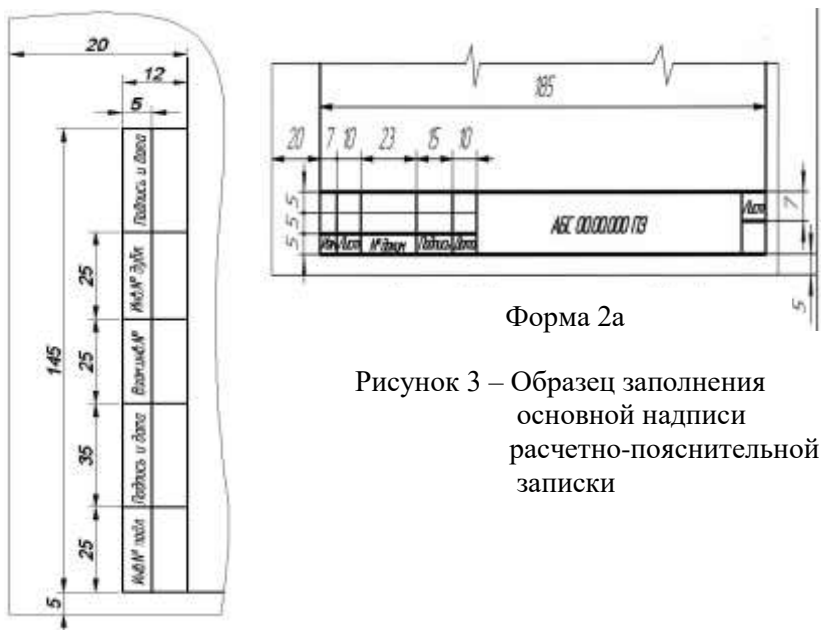 20
12
5
Подпись и дата
Инв.№ дубл.
Взам.инв.№
Подпись и дата
Инв.№ подл
25
25
35
25
145
5
185
20 7 10 23 15 10
5
5
5
Изм Лист № докум. Подпись Дата
АБС 00.00.000 ПЗ
Лист
7
5
Форма 2а
Рисунок 3 – Образец заполнения
основной надписи
расчетно-пояснительной
записки